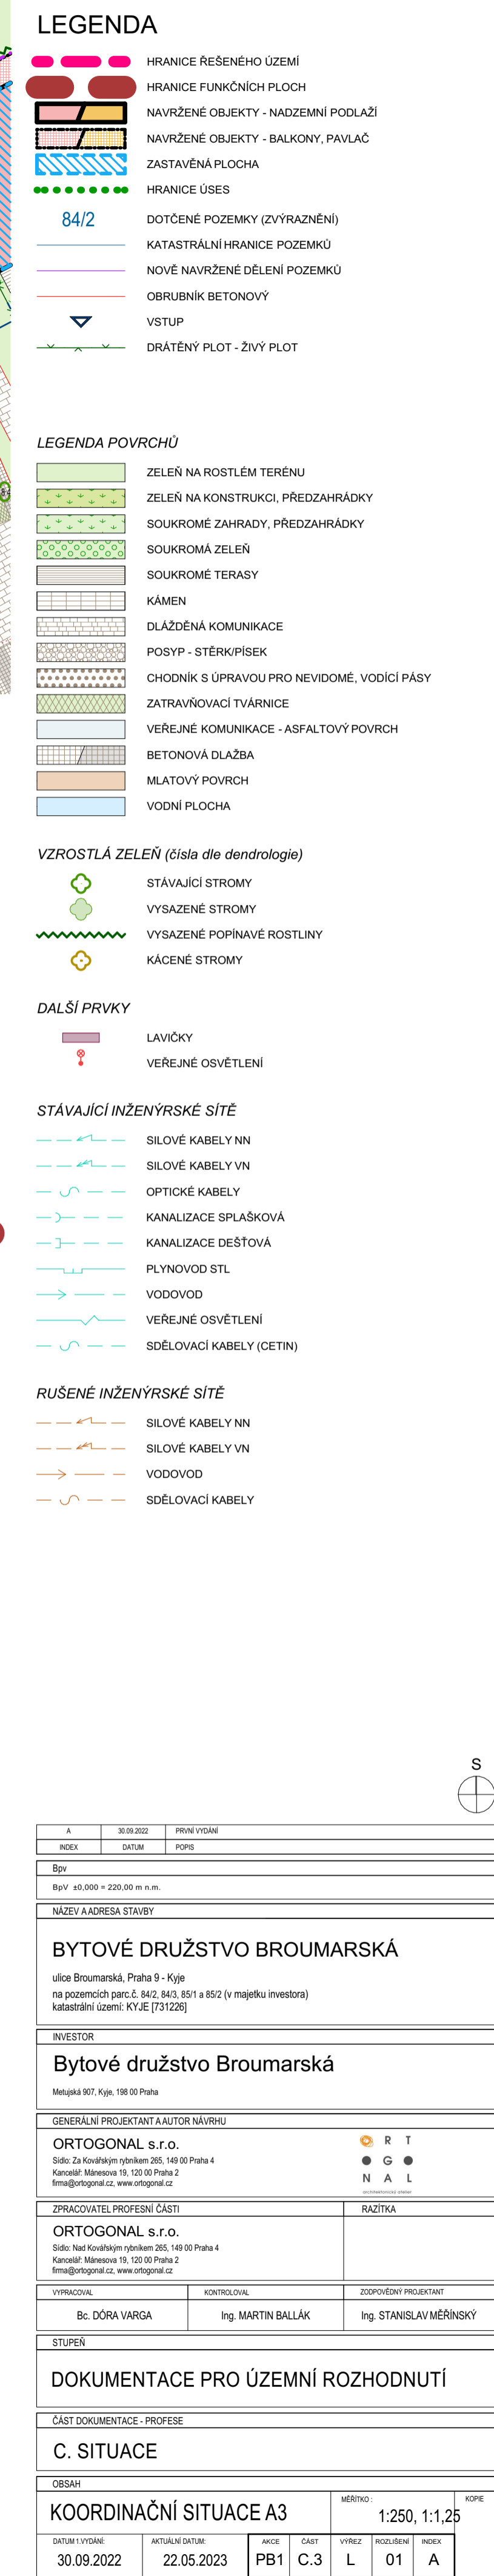 LEGENDA
HRANICE ŘEŠENÉHO ÚZEMÍ
HRANICE FUNKČNÍCH PLOCH
NAVRŽENÉ OBJEKTY - NADZEMNÍ PODLAŽÍ
NAVRŽENÉ OBJEKTY - BALKONY, PAVLAČ
ZASTAVĚNÁ PLOCHA
HRANICE ÚSES
84/2 DOTČENÉ POZEMKY (ZVÝRAZNĚNÍ)
KATASTRÁLNÍ HRANICE POZEMKŮ
NOVĚ NAVRŽENÉ DĚLENÍ POZEMKŮ
OBRUBNÍK BETONOVÝ
VSTUP
DRÁTĚNÝ PLOT - ŽIVÝ PLOT
LEGENDA POVRCHŮ
ZELEŇ NA ROSTLÉM TERÉNU
ZELEŇ NA KONSTRUKCI, PŘEDZAHRÁDKY
SOUKROMÉ ZAHRADY, PŘEDZAHRÁDKY
SOUKROMÁ ZELEŇ
SOUKROMÉ TERASY
KÁMEN
DLÁŽDĚNÁ KOMUNIKACE
POSYP - STĚRK/PÍSEK
CHODNÍK S ÚPRAVOU PRO NEVIDOMÉ, VODÍCÍ PÁSY
ZATRAVŇOVACÍ TVÁRNICE
VEŘEJNÉ KOMUNIKACE - ASFALTOVÝ POVRCH
BETONOVÁ DLAŽBA
MLATOVÝ POVRCH
VODNÍ PLOCHA
VZROSTLÁ ZELEŇ (čísla dle dendrologie)
STÁVAJÍCÍ STROMY
VYSAZENÉ STROMY
VYSAZENÉ POPÍNAVÉ ROSTLINY
KÁCENÉ STROMY
DALŠÍ PRVKY
LAVIČKY
VEŘEJNÉ OSVĚTLENÍ
STÁVAJÍCÍ INŽENÝRSKÉ SÍTĚ
SILOVÉ KABELY NN
SILOVÉ KABELY VN
OPTICKÉ KABELY
KANALIZACE SPLAŠKOVÁ
KANALIZACE DEŠŤOVÁ
PLYNOVOD STL
VODOVOD
VEŘEJNÉ OSVĚTLENÍ
SDĚLOVACÍ KABELY (CETIN)
RUŠENÉ INŽENÝRSKÉ SÍTĚ
SILOVÉ KABELY NN
SILOVÉ KABELY VN
VODOVOD
SDĚLOVACÍ KABELY
S
A 30.09.2022 PRVNÍ VYDÁNÍ
INDEX DATUM POPIS
Bpv
BpV ±0,000 = 220,00 m n.m.
NÁZEV A ADRESA STAVBY
BYTOVÉ DRUŽSTVO BROUMARSKÁ
ulice Broumarská, Praha 9 - Kyje
na pozemcích parc.č. 84/2, 84/3, 85/1 a 85/2 (v majetku investora)
katastrální území: KYJE [731226]
INVESTOR
Bytové družstvo Broumarská
Metujská 907, Kyje, 198 00 Praha
GENERÁLNÍ PROJEKTANT A AUTOR NÁVRHU
ORTOGONAL s.r.o.
Sídlo: Za Kovářským rybníkem 265, 149 00 Praha 4
Kancelář: Mánesova 19, 120 00 Praha 2
firma@ortogonal.cz, www.ortogonal.cz
R T
G
N A L
architektonický atelier
ZPRACOVATEL PROFESNÍ ČÁSTI RAZÍTKA
ORTOGONAL s.r.o.
Sídlo: Nad Kovářským rybníkem 265, 149 00 Praha 4
Kancelář: Mánesova 19, 120 00 Praha 2
firma@ortogonal.cz, www.ortogonal.cz
VYPRACOVAL KONTROLOVAL ZODPOVĚDNÝ PROJEKTANT
Bc. DÓRA VARGA Ing. MARTIN BALLÁK Ing. STANISLAV MĚŘÍNSKÝ
STUPEŇ
DOKUMENTACE PRO ÚZEMNÍ ROZHODNUTÍ
ČÁST DOKUMENTACE - PROFESE
C. SITUACE
OBSAH
MĚŘÍTKO : KOPIE
KOORDINAČNÍ SITUACE A3 1:250, 1:1,25
DATUM 1.VYDÁNÍ: AKTUÁLNÍ DATUM: AKCE ČÁST VÝŘEZ ROZLIŠENÍ INDEX
30.09.2022 22.05.2023 PB1 C.3 L 01 A